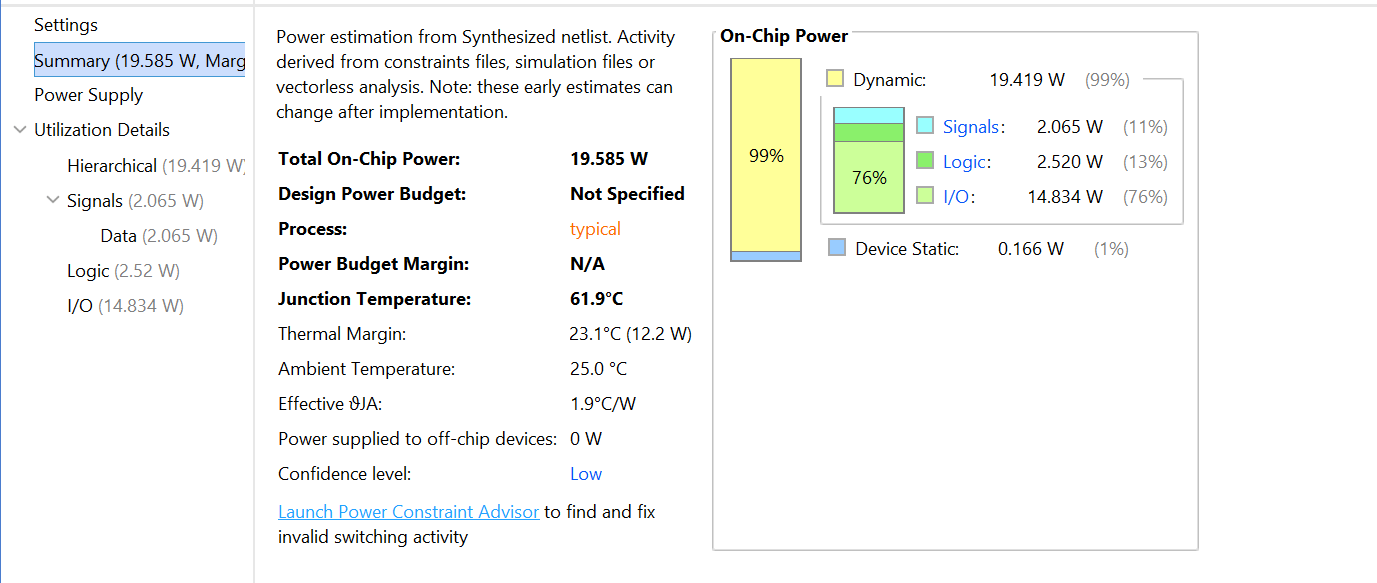 Settings
Summary (19.585 W, Marg
Power Supply
Utilization Details
Hierarchical (19.419 W)
Signals (2.065 W)
Data (2.065 W)
Logic (2.52 W)
I/O (14.834 W)
Power estimation from Synthesized netlist. Activity
derived from constraints files, simulation files or
vectorless analysis. Note: these early estimates can
change after implementation.
Total On-Chip Power: 19.585 W
Design Power Budget: Not Specified
Process: typical
Power Budget Margin: N/A
Junction Temperature: 61.9°C
Thermal Margin: 23.1°C (12.2 W)
Ambient Temperature: 25.0 °C
Effective ϑJA: 1.9°C/W
Power supplied to off-chip devices: 0 W
Confidence level: Low
Launch Power Constraint Advisor to find and fix
invalid switching activity
On-Chip Power
99%
Dynamic: 19.419 W (99%)
76%
Signals: 2.065 W (11%)
Logic: 2.520 W (13%)
I/O: 14.834 W (76%)
Device Static: 0.166 W (1%)